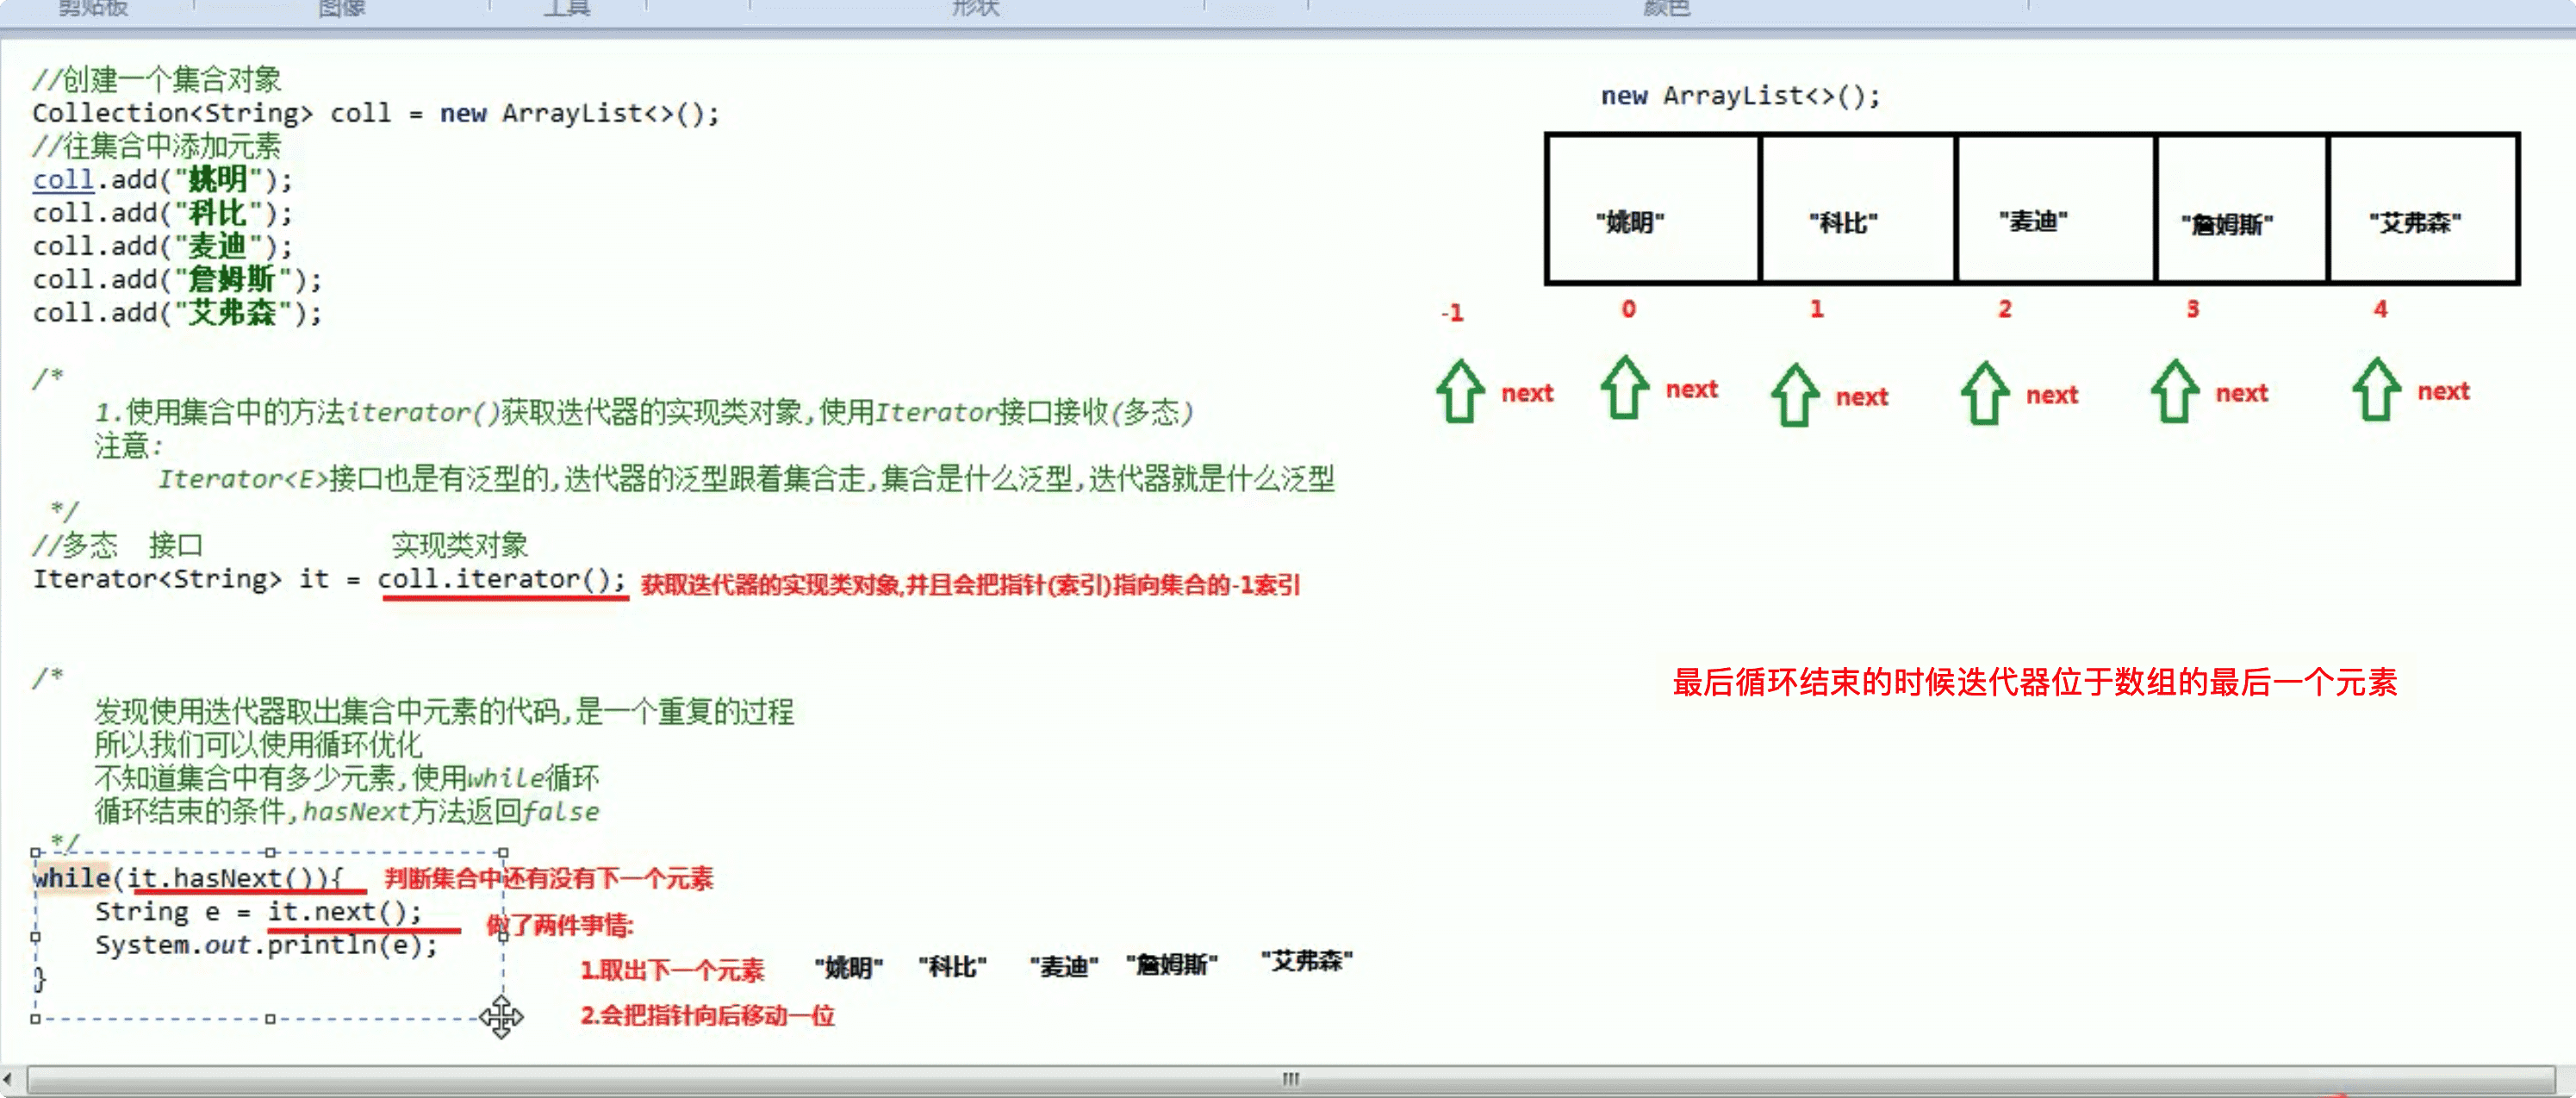 剪贴板 图像 工具 形状 颜色
//创建一个集合对象
Collection<String> coll = new ArrayList<>();
//往集合中添加元素
coll.add("姚明");
coll.add("科比");
coll.add("麦迪");
coll.add("詹姆斯");
coll.add("艾弗森");
/*
1.使用集合中的方法iterator()获取迭代器的实现类对象,使用Iterator接口接收(多态)
注意:
Iterator<E>接口也是有泛型的,迭代器的泛型跟着集合走,集合是什么泛型,迭代器就是什么泛型
*/
//多态 接口 实现类对象
Iterator<String> it = coll.iterator(); 获取迭代器的实现类对象,并且会把指针(索引)指向集合的-1索引
/*
发现使用迭代器取出集合中元素的代码,是一个重复的过程
所以我们可以使用循环优化
不知道集合中有多少元素,使用while循环
循环结束的条件,hasNext方法返回false
*/
while(it.hasNext()){ 判断集合中还有没有下一个元素
String e = it.next(); 做了两件事情:
System.out.println(e);
}
1.取出下一个元素 "姚明" "科比" "麦迪" "詹姆斯" "艾弗森"
2.会把指针向后移动一位
new ArrayList<>();
"姚明" "科比" "麦迪" "詹姆斯" "艾弗森"
-1 0 1 2 3 4
next next next next next next
最后循环结束的时候迭代器位于数组的最后一个元素